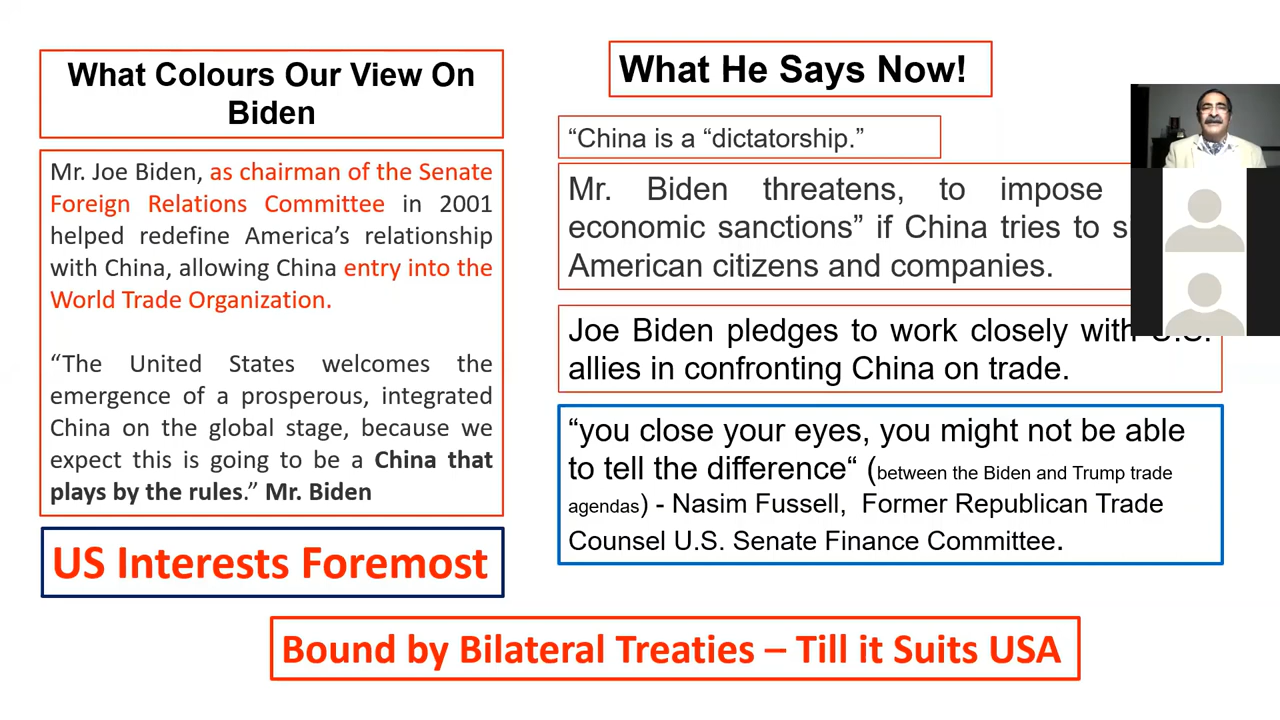 What Colours Our View On
Biden
Mr. Joe Biden, as chairman of the Senate
Foreign Relations Committee in 2001
helped redefine America’s relationship
with China, allowing China entry into the
World Trade Organization.
“The United States welcomes the
emergence of a prosperous, integrated
China on the global stage, because we
expect this is going to be a China that
plays by the rules.” Mr. Biden
US Interests Foremost
What He Says Now!
“China is a “dictatorship.”
Mr. Biden threatens, to impose
economic sanctions” if China tries to
American citizens and companies.
Joe Biden pledges to work closely with U.S.
allies in confronting China on trade.
“you close your eyes, you might not be able
to tell the difference“ (between the Biden and Trump trade
agendas) - Nasim Fussell, Former Republican Trade
Counsel U.S. Senate Finance Committee.
Bound by Bilateral Treaties – Till it Suits USA